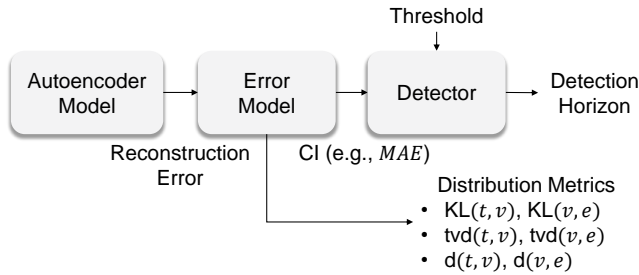 Threshold
Autoencoder
Model
Error
Model
Detector
Detection
Horizon
Reconstruction
Error
CI (e.g., MAE)
Distribution Metrics
• KL(t, v), KL(v, e)
• tvd(t, v), tvd(v, e)
• d(t, v), d(v, e)